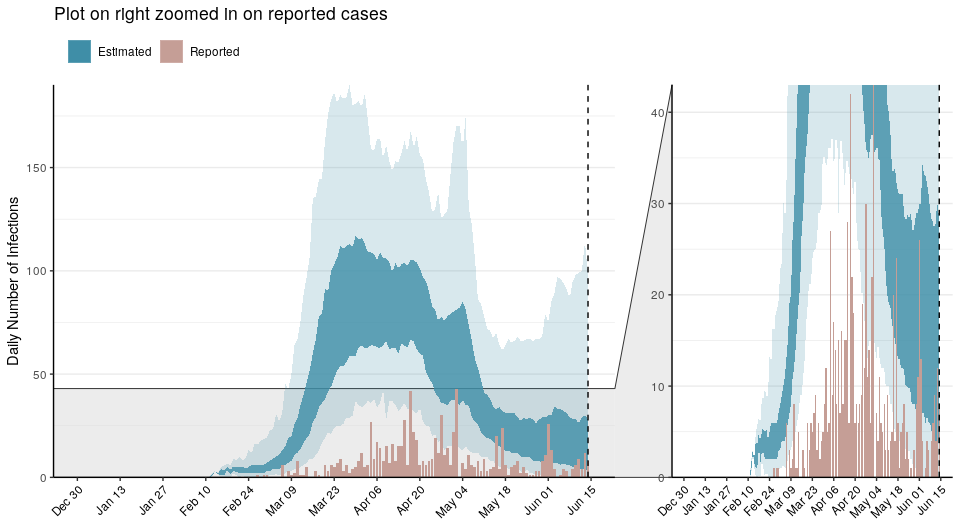 Plot on right zoomed in on reported cases
Estimated Reported
Daily Number of Infections
150
100
50
0
Dec 30 Jan 13 Jan 27 Feb 10 Feb 24 Mar 09 Mar 23 Apr 06 Apr 20 May 04 May 18 Jun 01 Jun 15
40
30
20
10
0
Dec 30 Jan 13 Jan 27 Feb 10 Feb 24 Mar 09 Mar 23 Apr 06 Apr 20 May 04 May 18 Jun 01 Jun 15